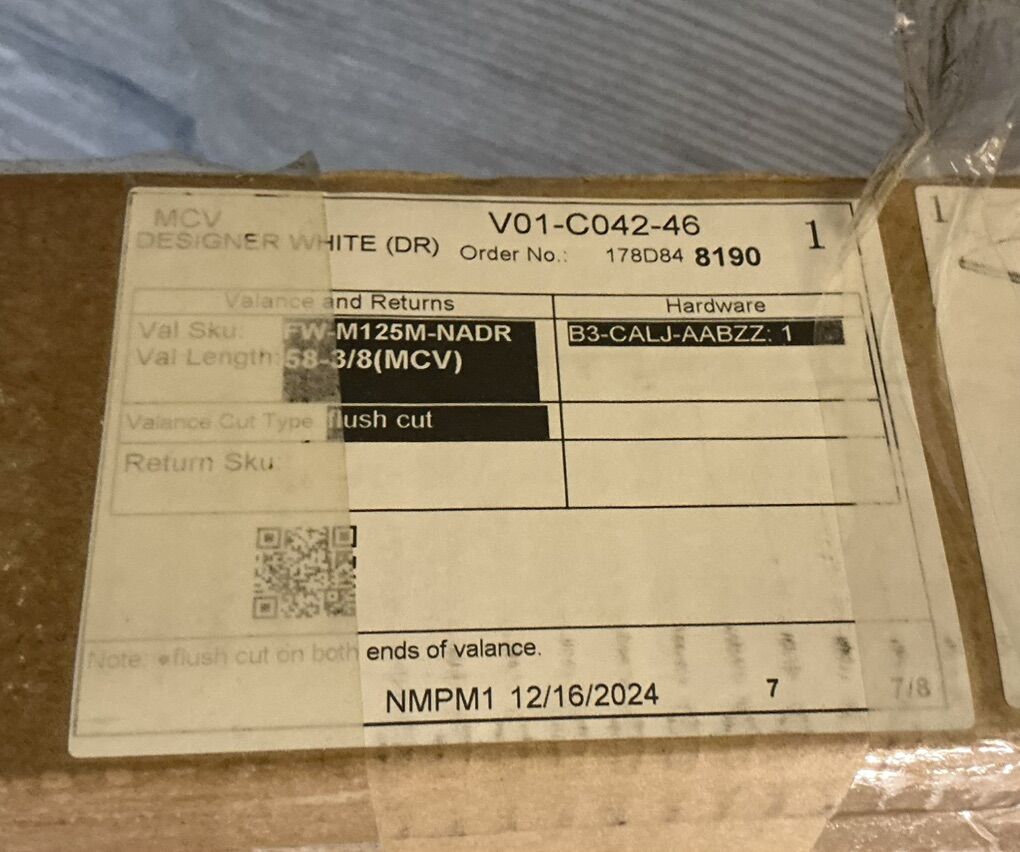 MCV
V01-C042-46
1
DESIGNER WHITE (DR)
Order No.: 178D84 8190
Valance and Returns
Hardware
Val Sku: FW-M125M-NADR
B3-CALJ-AABZZ: 1
Val Length: 58-3/8(MCV)
Valance Cut Type flush cut
Return Sku:
Note: •flush cut on both ends of valance.
NMPM1 12/16/2024
7
7/8
1